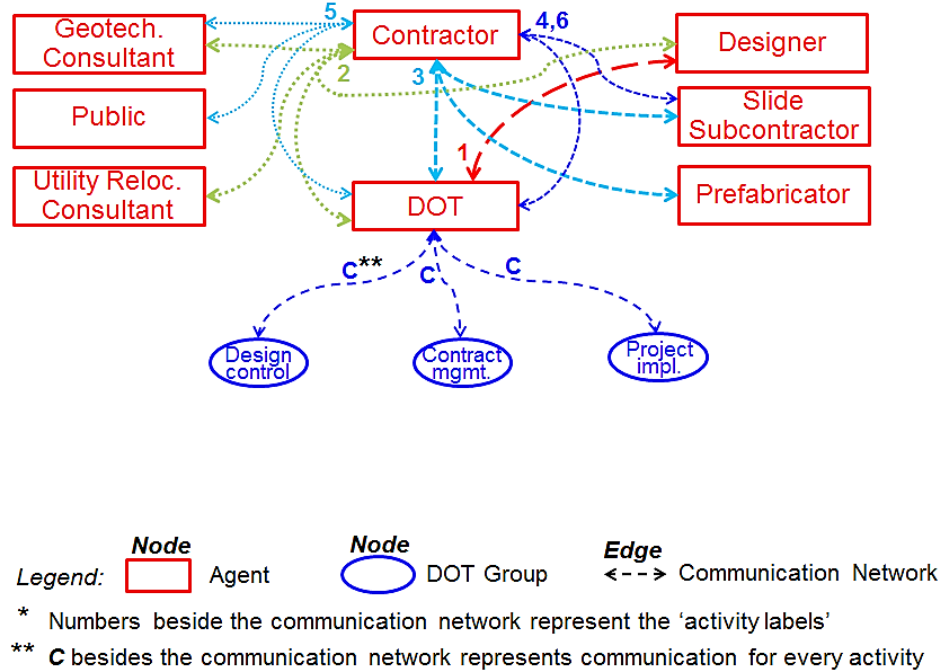 Geotech.
Consultant
5
Contractor
4,6
Designer
2
3
Public
Slide
Subcontractor
1
Utility Reloc.
Consultant
DOT
Prefabricator
C**
C
C
Design
control
Contract
mgmt.
Project
impl.
Node
Node
Edge
Legend:
Agent
DOT Group
Communication Network
* Numbers beside the communication network represent the ‘activity labels’
** C besides the communication network represents communication for every activity